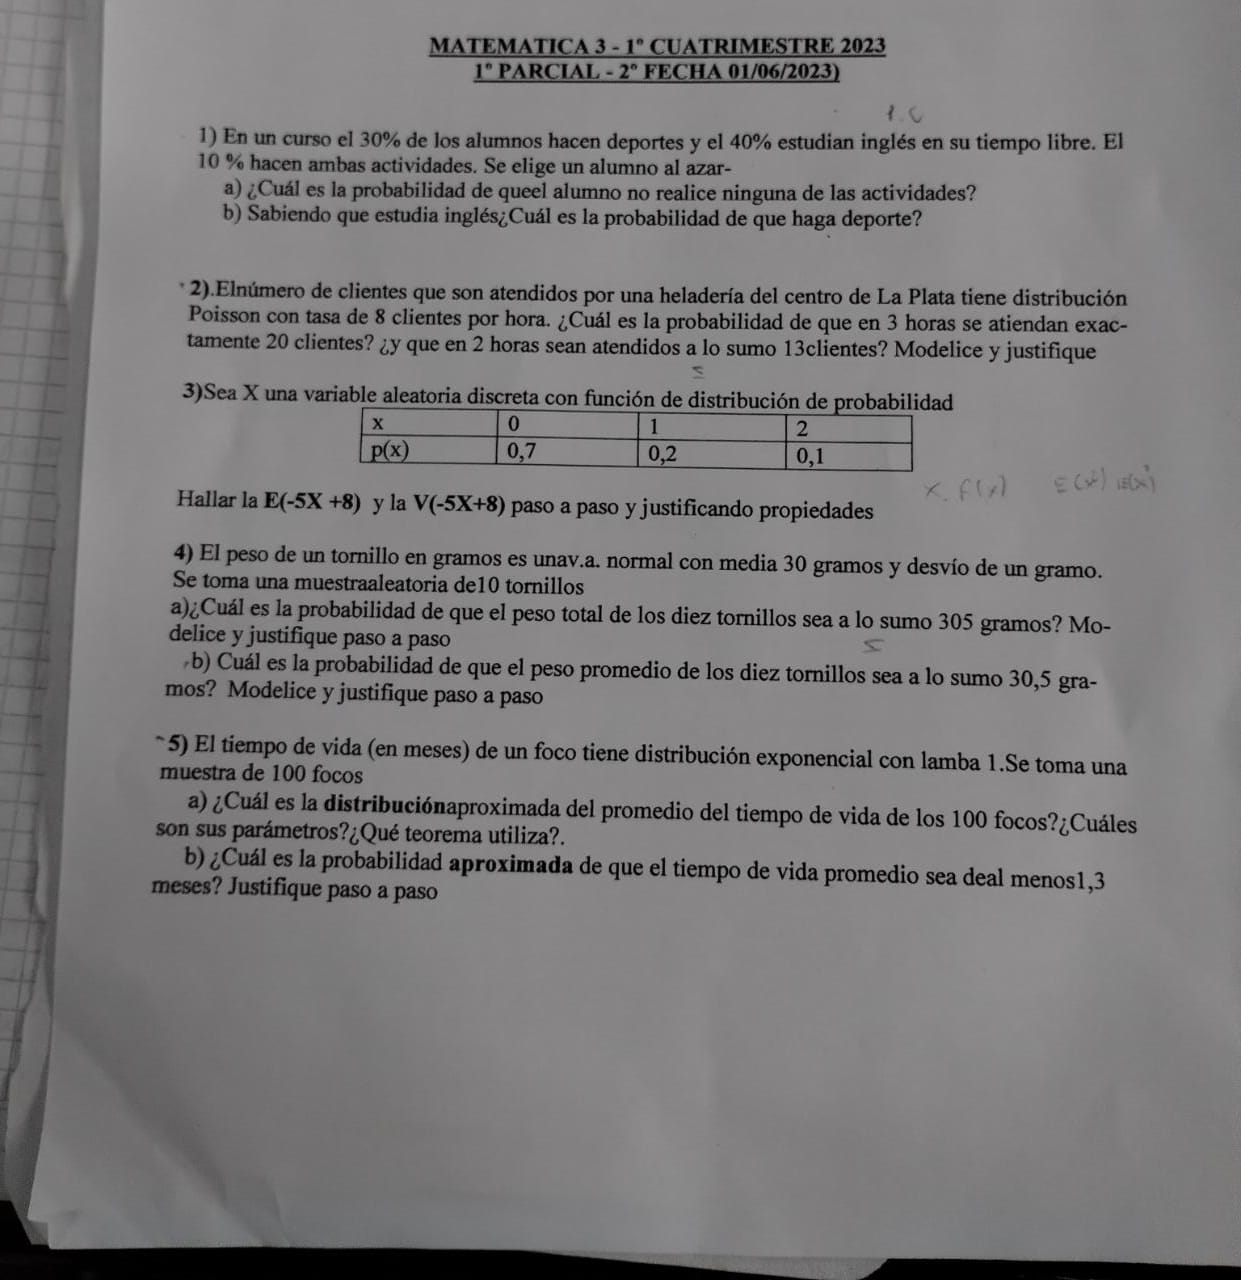 MATEMATICA 3 - 1° CUATRIMESTRE 2023
1° PARCIAL - 2° FECHA 01/06/2023)
1) En un curso el 30% de los alumnos hacen deportes y el 40% estudian inglés en su tiempo libre. El
10 % hacen ambas actividades. Se elige un alumno al azar-
a) ¿Cuál es la probabilidad de queel alumno no realice ninguna de las actividades?
b) Sabiendo que estudia inglés¿Cuál es la probabilidad de que haga deporte?
2).Elnúmero de clientes que son atendidos por una heladería del centro de La Plata tiene distribución
Poisson con tasa de 8 clientes por hora. ¿Cuál es la probabilidad de que en 3 horas se atiendan exac-
tamente 20 clientes? ¿y que en 2 horas sean atendidos a lo sumo 13clientes? Modelice y justifique
≤
3)Sea X una variable aleatoria discreta con función de distribución de probabilidad
x 0 1 2
p(x) 0,7 0,2 0,1
x. f(x) E(x²)
Hallar la E(-5X +8) y la V(-5X+8) paso a paso y justificando propiedades
4) El peso de un tornillo en gramos es unav.a. normal con media 30 gramos y desvío de un gramo.
Se toma una muestraaleatoria de10 tornillos
a)¿Cuál es la probabilidad de que el peso total de los diez tornillos sea a lo sumo 305 gramos? Mo-
delice y justifique paso a paso
≤
b) Cuál es la probabilidad de que el peso promedio de los diez tornillos sea a lo sumo 30,5 gra-
mos? Modelice y justifique paso a paso
5) El tiempo de vida (en meses) de un foco tiene distribución exponencial con lamba 1.Se toma una
muestra de 100 focos
a) ¿Cuál es la distribuciónaproximada del promedio del tiempo de vida de los 100 focos?¿Cuáles
son sus parámetros?¿Qué teorema utiliza?.
b) ¿Cuál es la probabilidad aproximada de que el tiempo de vida promedio sea deal menos1,3
meses? Justifique paso a paso